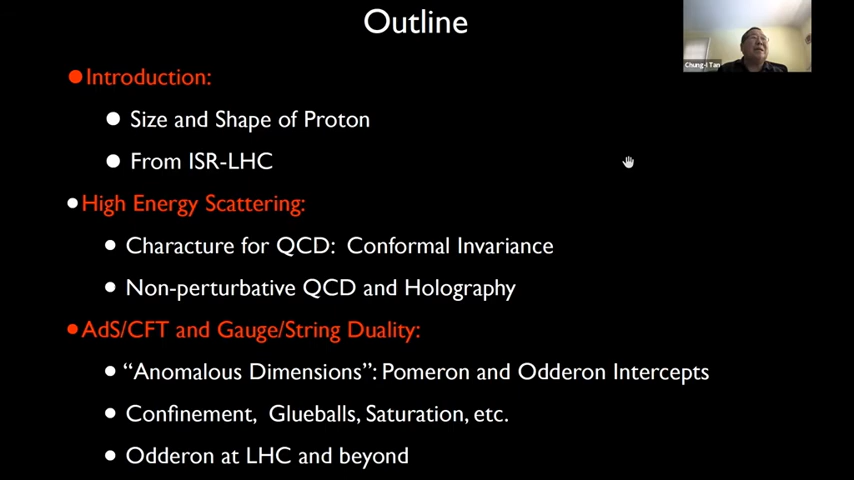 Outline
Chung-I Tan
Introduction:
Size and Shape of Proton
From ISR-LHC
High Energy Scattering:
Characture for QCD: Conformal Invariance
Non-perturbative QCD and Holography
AdS/CFT and Gauge/String Duality:
“Anomalous Dimensions”: Pomeron and Odderon Intercepts
Confinement, Glueballs, Saturation, etc.
Odderon at LHC and beyond